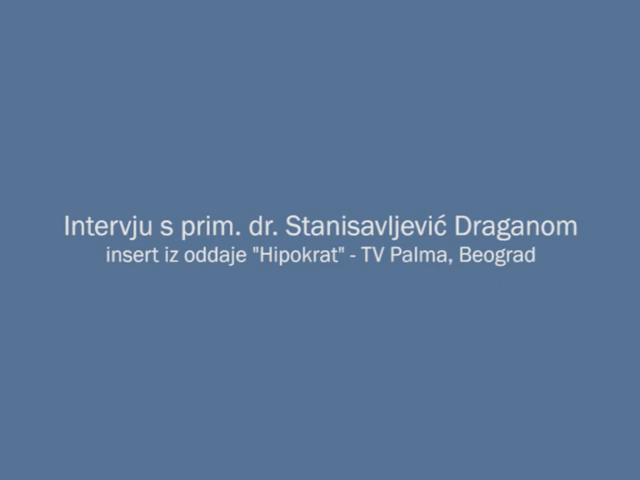 Intervju s prim. dr. Stanisavljević Draganom
insert iz oddaje "Hipokrat" - TV Palma, Beograd